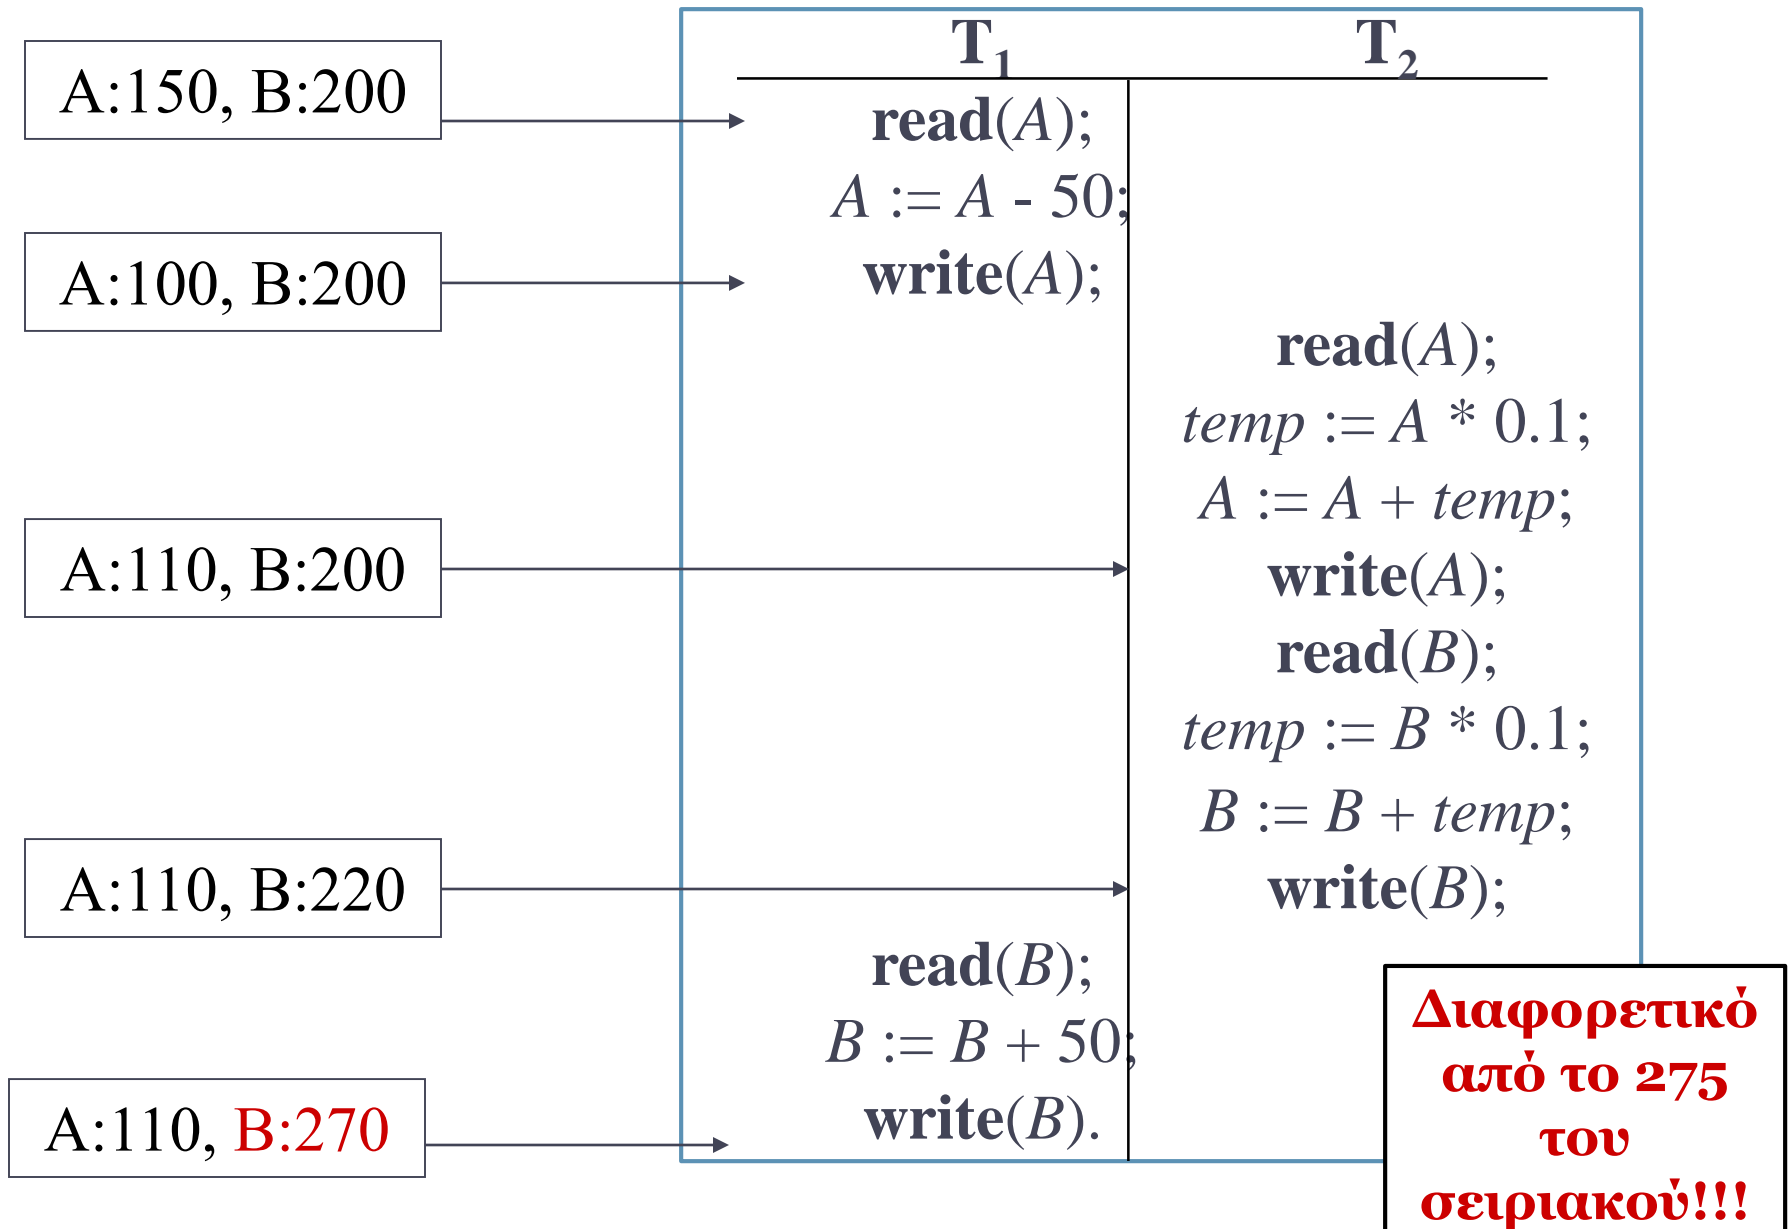 T₁ T₂
A:150, B:200
read(A);
A := A - 50;
A:100, B:200
write(A);
read(A);
temp := A * 0.1;
A := A + temp;
A:110, B:200
write(A);
read(B);
temp := B * 0.1;
B := B + temp;
A:110, B:220
write(B);
read(B);
B := B + 50;
A:110, B:270
write(B).
Διαφορετικό
από το 275
του
σειριακού!!!